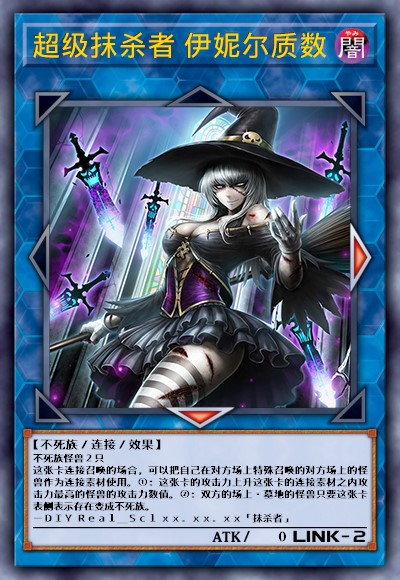 超级抹杀者 伊妮尔质数
闇
やみ
【不死族/连接/效果】
不死族怪兽2只
这张卡连接召唤的场合，可以把自己在对方场上特殊召唤的对方场上的怪
兽作为连接素材使用。①：这张卡的攻击力上升这张卡的连接素材之内攻
击力最高的怪兽的攻击力数值。②：双方的场上·墓地的怪兽只要这张卡
表侧表示存在变成不死族。
－DIYReal＿Scl xx. xx. xx「抹杀者」
ATK/ 0 LINK-2